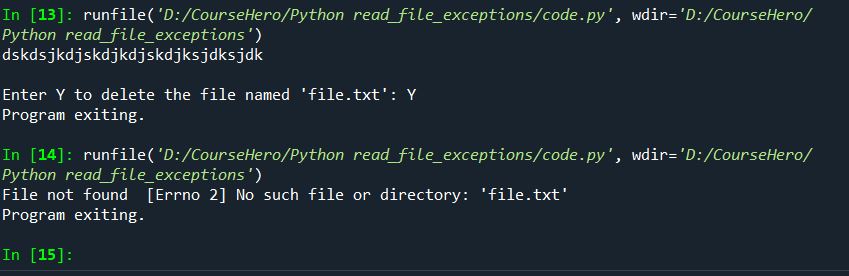 In [13]: runfile('D:/CourseHero/Python read_file_exceptions/code.py', wdir='D:/CourseHero/
Python read_file_exceptions')
dskdsjkdjskdjkdjskdjksjdksjdk
Enter Y to delete the file named 'file.txt': Y
Program exiting.
In [14]: runfile('D:/CourseHero/Python read_file_exceptions/code.py', wdir='D:/CourseHero/
Python read_file_exceptions')
File not found  [Errno 2] No such file or directory: 'file.txt'
Program exiting.
In [15]: